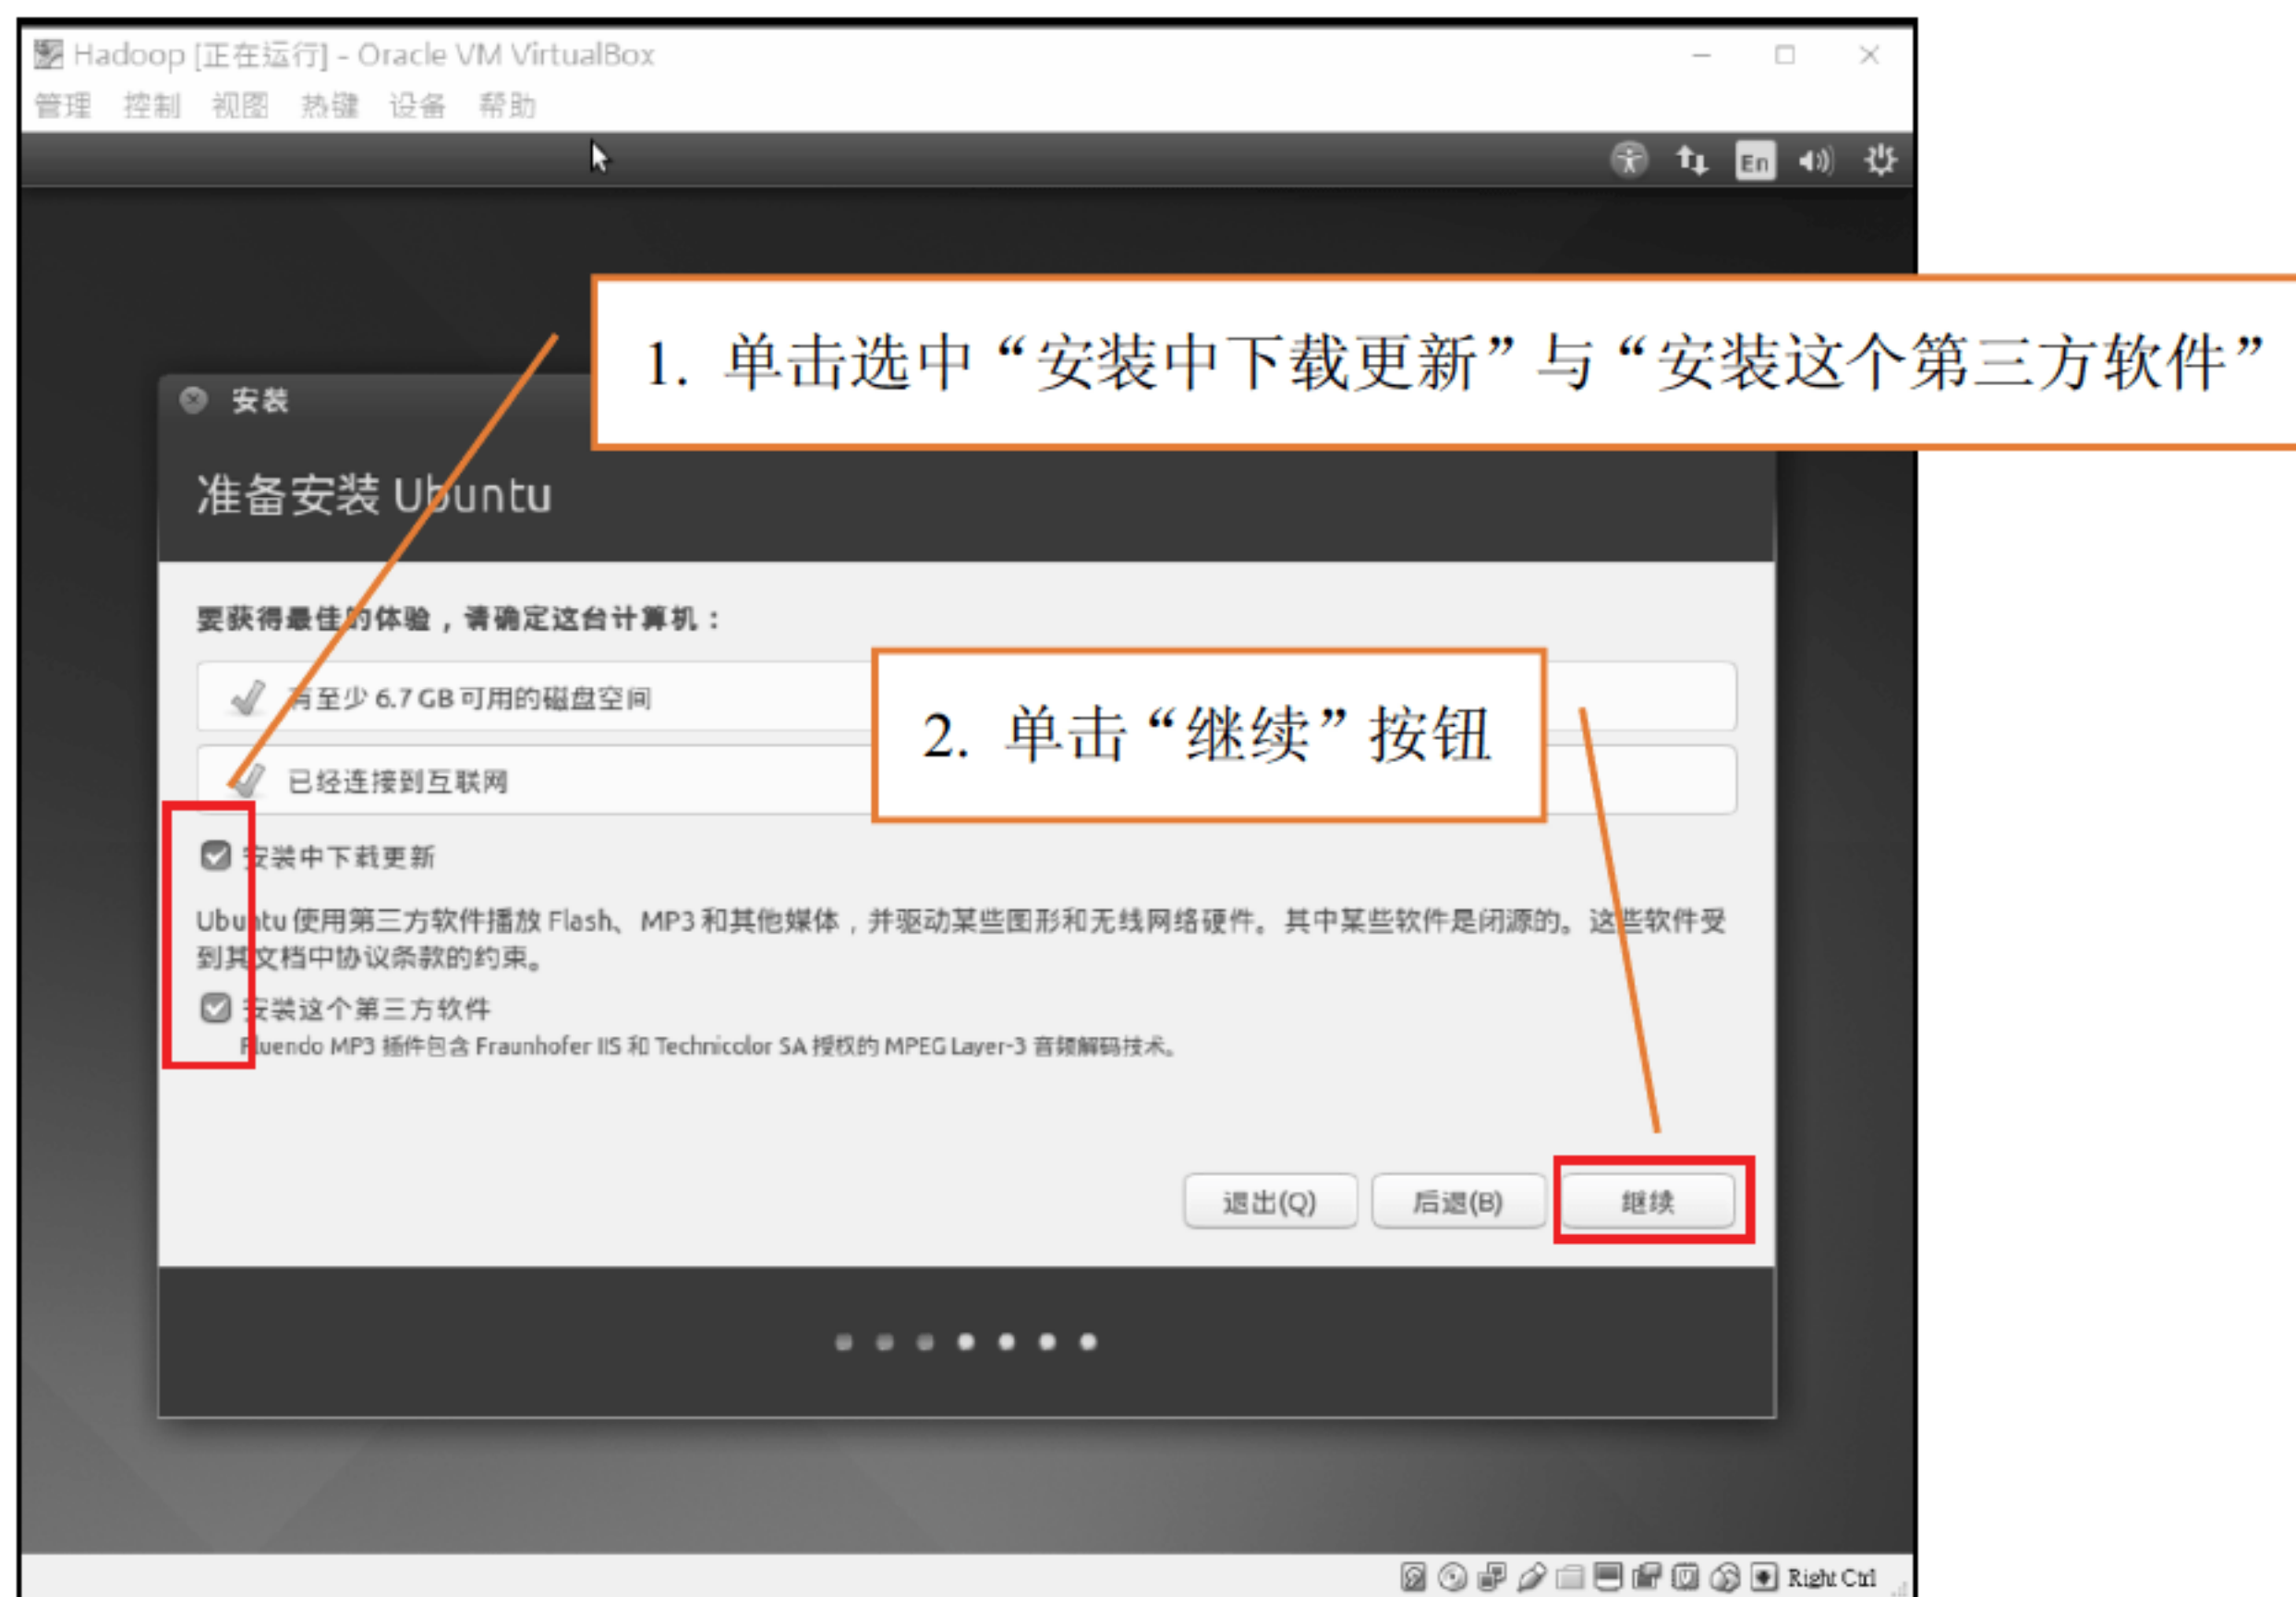 Hadoop [正在运行] - Oracle VM VirtualBox
管理 控制 视图 热键 设备 帮助
En
1. 单击选中“安装中下载更新”与“安装这个第三方软件”
安装
准备安装 Ubuntu
要获得最佳的体验，请确定这台计算机：
有至少 6.7 GB 可用的磁盘空间
2. 单击“继续”按钮
已经连接到互联网
安装中下载更新
Ubuntu 使用第三方软件播放 Flash、MP3 和其他媒体，并驱动某些图形和无线网络硬件。其中某些软件是闭源的。这些软件受
到其文档中协议条款的约束。
安装这个第三方软件
Fluendo MP3 插件包含 Fraunhofer IIS 和 Technicolor SA 授权的 MPEG Layer-3 音频解码技术。
退出(Q) 后退(B) 继续
Right Ctrl